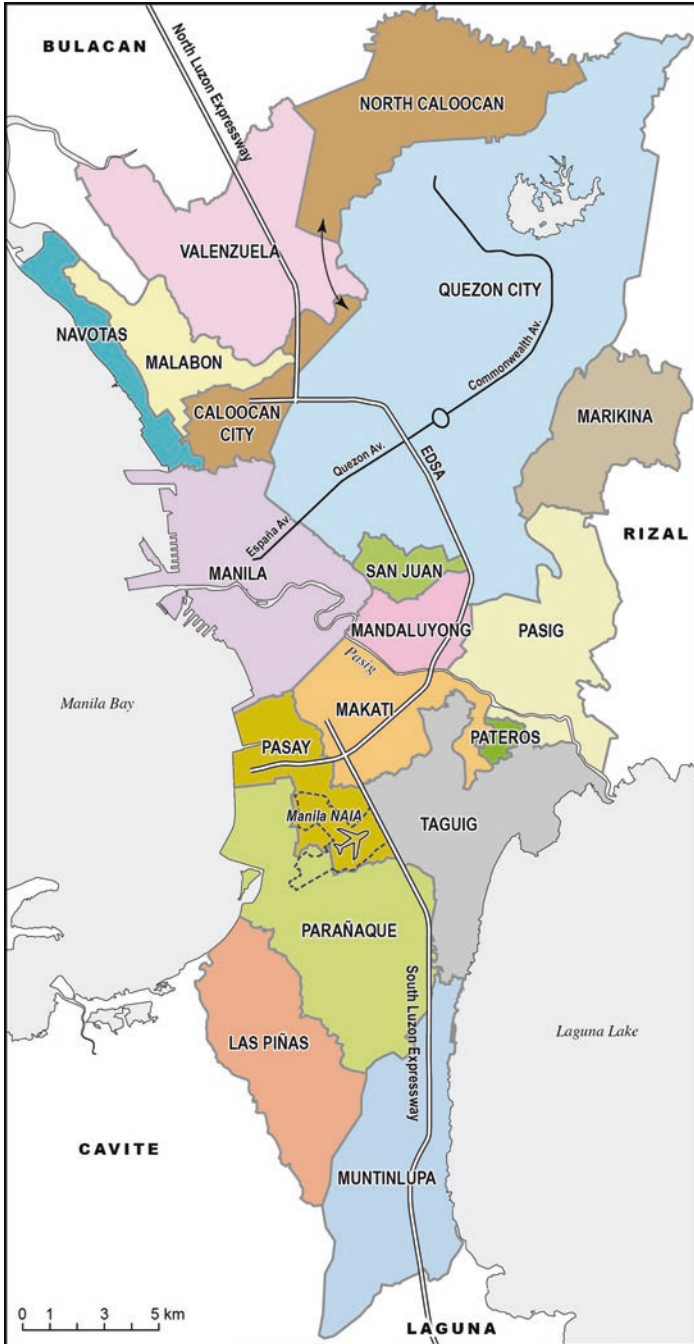 BULACAN
North Luzon Expressway
NORTH CALOOCAN
VALENZUELA
QUEZON CITY
NAVOTAS
MALABON
Commonwealth Av.
CALOOCAN
CITY
MARIKINA
EDSA
Quezon Av.
España Av.
RIZAL
MANILA
SAN JUAN
MANDALUYONG
PASIG
Pasig
Manila Bay
MAKATI
PASAY
PATEROS
Manila NAIA
TAGUIG
PARAÑAQUE
South Luzon Expressway
LAS PIÑAS
Laguna Lake
CAVITE
MUNTINLUPA
0 1 3 5 km
LAGUNA